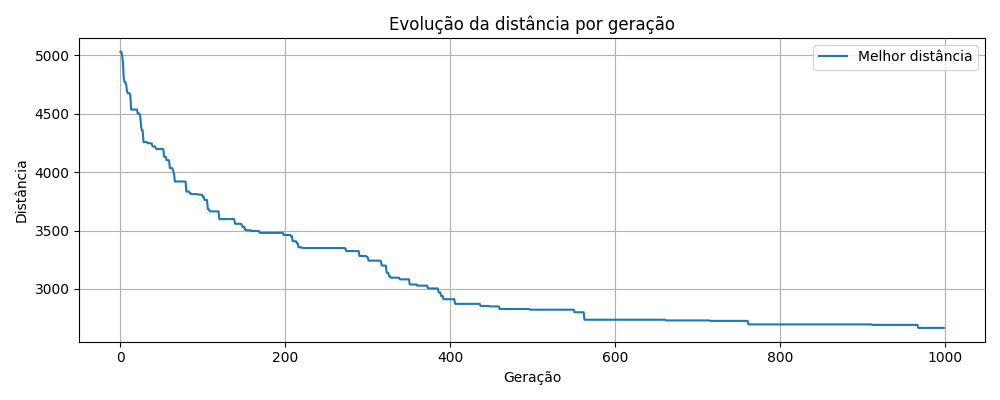 Evolução da distância por geração
Melhor distância
5000
4500
4000
3500
3000
Distância
0 200 400 600 800 1000
Geração